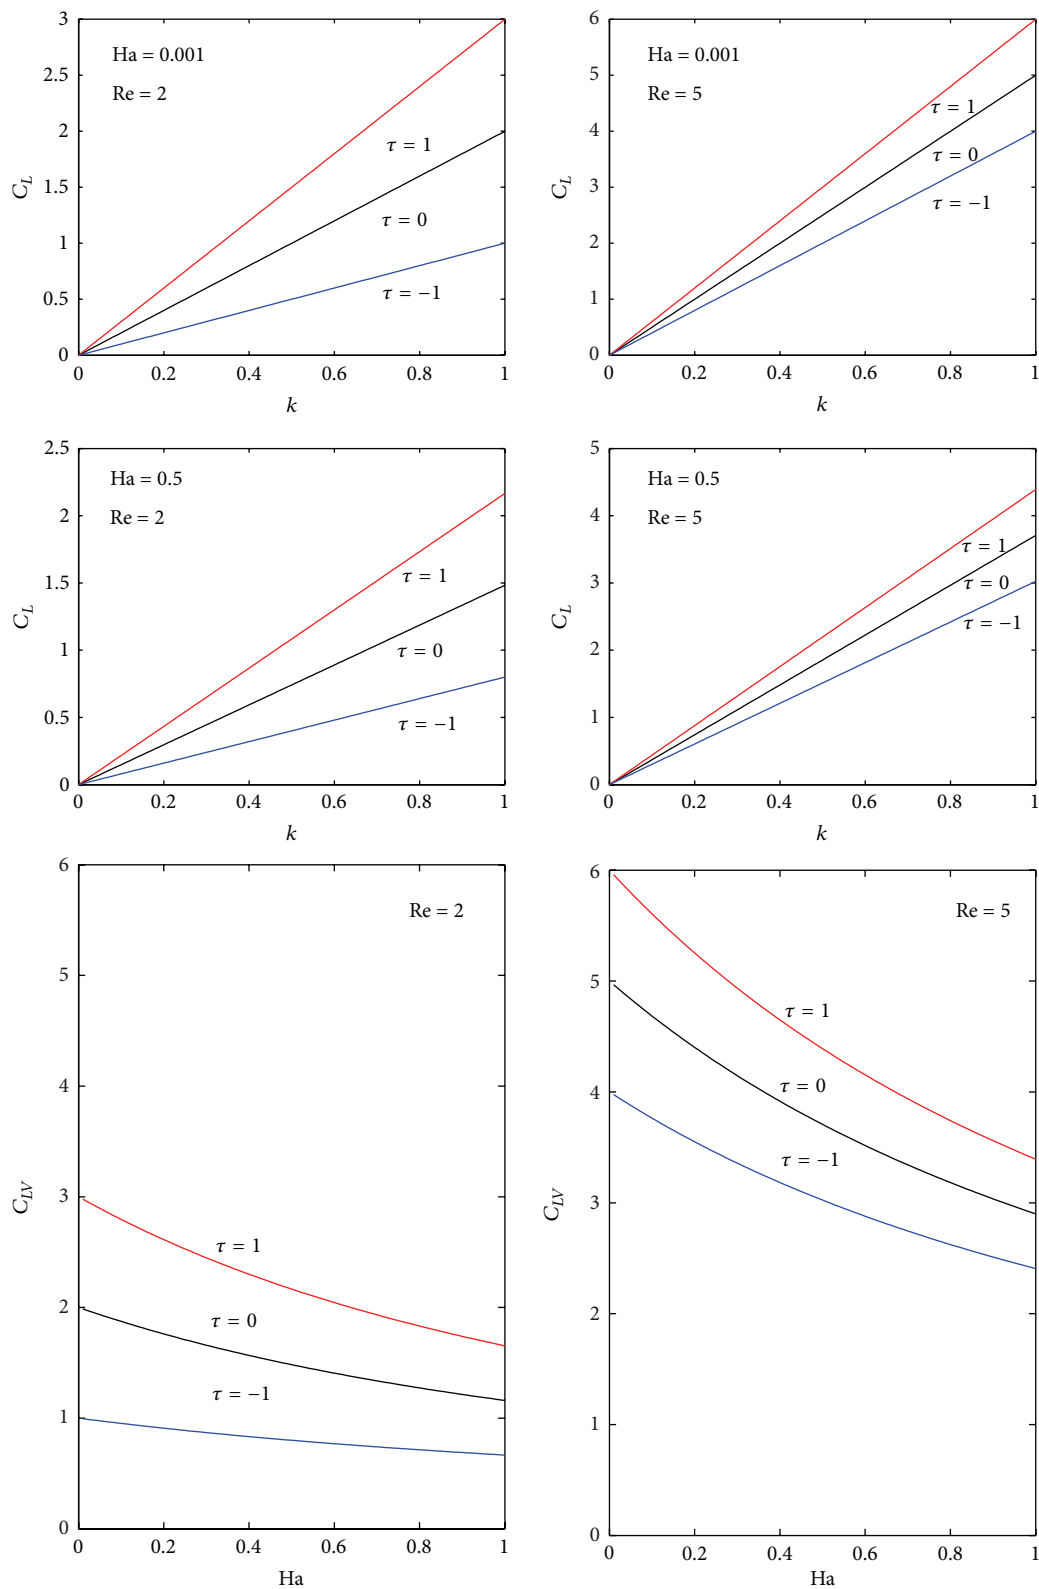 3
2.5
2
1.5
1
0.5
0
C_L
Ha = 0.001
Re = 2
τ = 1
τ = 0
τ = −1
0 0.2 0.4 0.6 0.8 1
k
6
5
4
3
2
1
0
C_L
Ha = 0.001
Re = 5
τ = 1
τ = 0
τ = −1
0 0.2 0.4 0.6 0.8 1
k
2.5
2
1.5
1
0.5
0
C_L
Ha = 0.5
Re = 2
τ = 1
τ = 0
τ = −1
0 0.2 0.4 0.6 0.8 1
k
5
4
3
2
1
0
C_L
Ha = 0.5
Re = 5
τ = 1
τ = 0
τ = −1
0 0.2 0.4 0.6 0.8 1
k
6
5
4
3
2
1
0
C_LV
Re = 2
τ = 1
τ = 0
τ = −1
0 0.2 0.4 0.6 0.8 1
Ha
6
5
4
3
2
1
0
C_LV
Re = 5
τ = 1
τ = 0
τ = −1
0 0.2 0.4 0.6 0.8 1
Ha